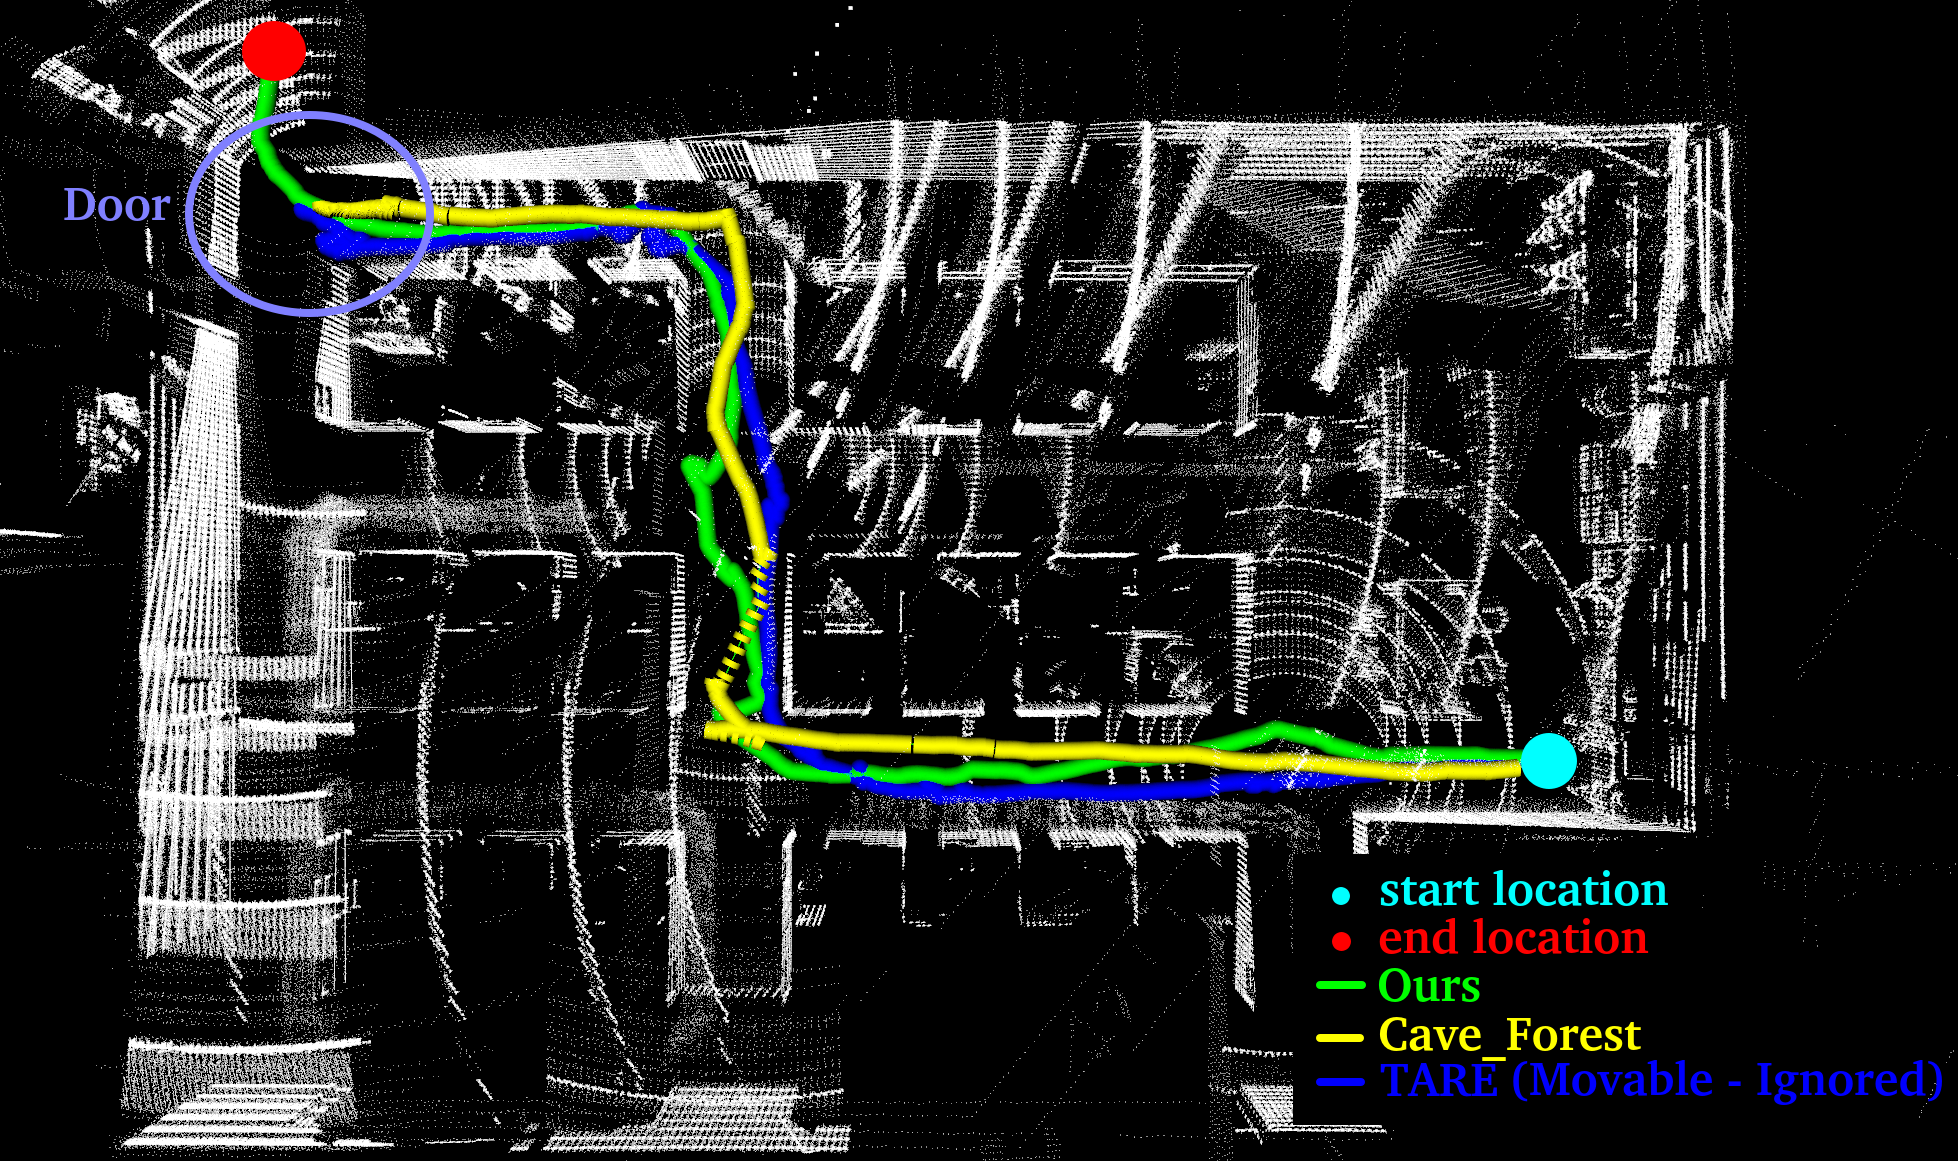 Door
start location
end location
Ours
Cave_Forest
TARE (Movable - Ignored)